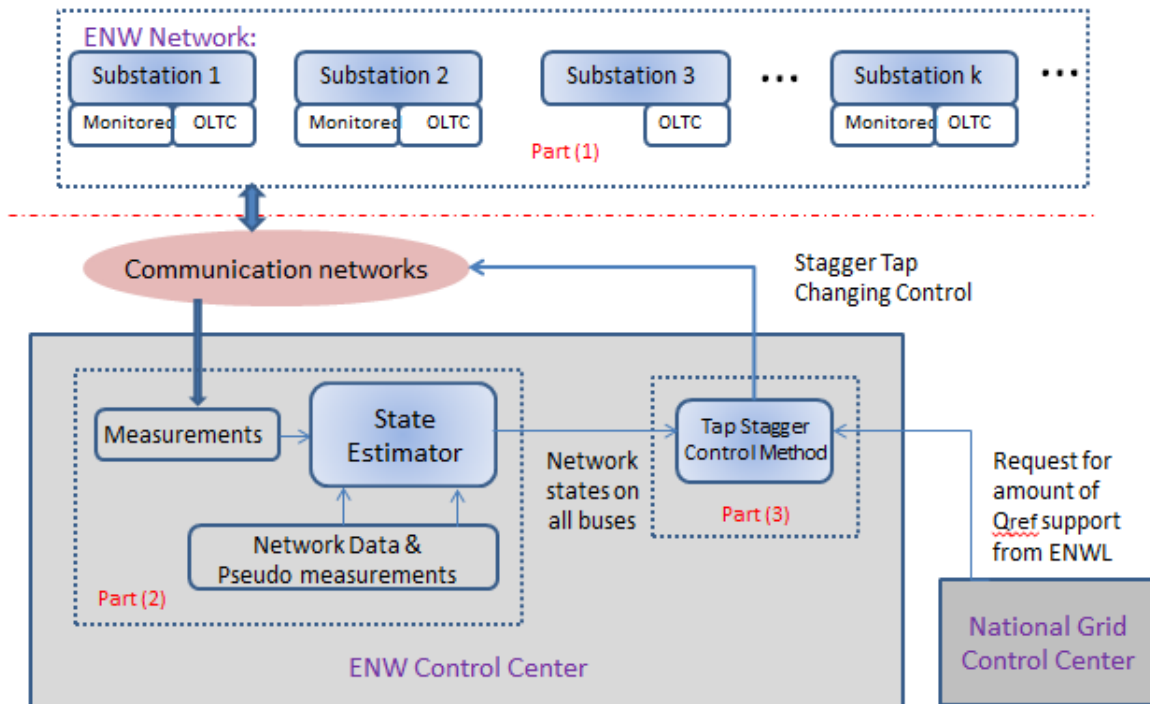 ENW Network:
Substation 1
Substation 2
Substation 3
...
Substation k
...
Monitored
OLTC
Monitored
OLTC
OLTC
Monitored
OLTC
Part (1)
Communication networks
Stagger Tap
Changing Control
Measurements
State
Estimator
Network Data &
Pseudo measurements
Part (2)
Network
states on
all buses
Tap Stagger
Control Method
Part (3)
Request for
amount of
Qref support
from ENWL
ENW Control Center
National Grid
Control Center